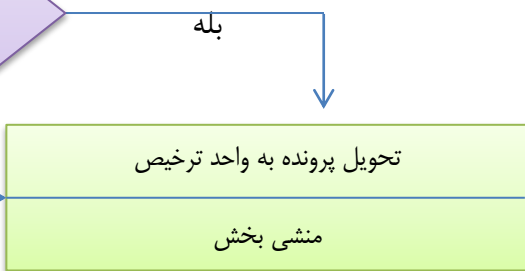 بله
تحویل پرونده به واحد ترخیص
منشی بخش